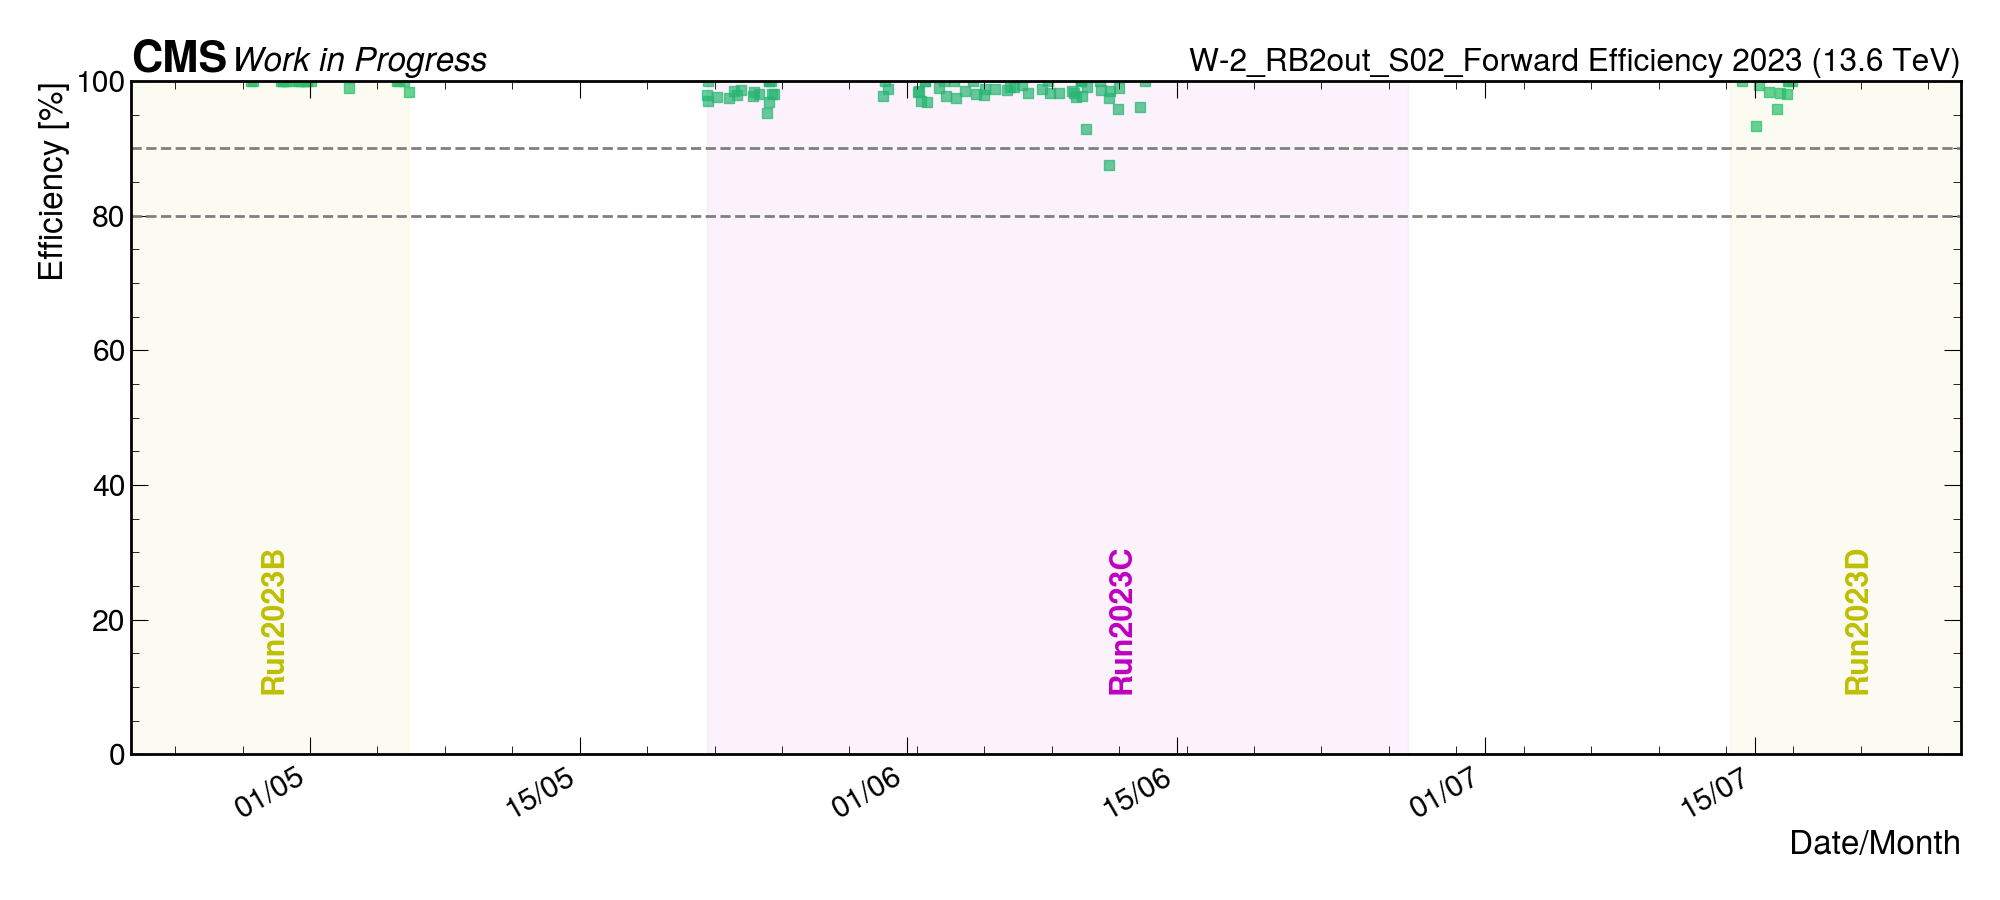 CMS Work in Progress
W-2_RB2out_S02_Forward Efficiency 2023 (13.6 TeV)
Efficiency [%]
100
80
60
40
20
0
Run2023B
Run2023C
Run2023D
01/05
15/05
01/06
15/06
01/07
15/07
Date/Month